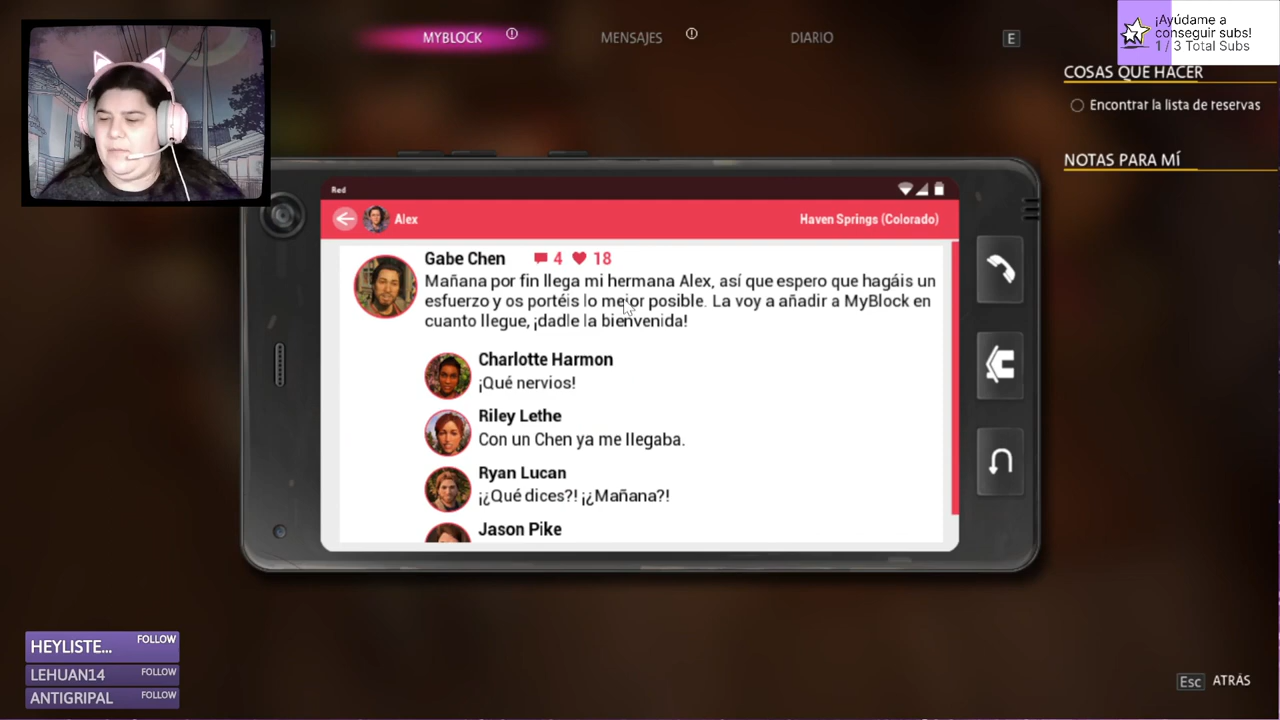 MYBLOCK
MENSAJES
DIARIO
E
¡Ayúdame a
conseguir subs!
1 / 3 Total Subs
COSAS QUE HACER
Encontrar la lista de reservas
NOTAS PARA MÍ
Red
Alex
Haven Springs (Colorado)
Gabe Chen 4 18
Mañana por fin llega mi hermana Alex, así que espero que hagáis un
esfuerzo y os portéis lo mejor posible. La voy a añadir a MyBlock en
cuanto llegue, ¡dadle la bienvenida!
Charlotte Harmon
¡Qué nervios!
Riley Lethe
Con un Chen ya me llegaba.
Ryan Lucan
¡¿Qué dices?! ¡¿Mañana?!
Jason Pike
HEYLISTE... FOLLOW
LEHUAN14 FOLLOW
ANTIGRIPAL FOLLOW
Esc ATRÁS